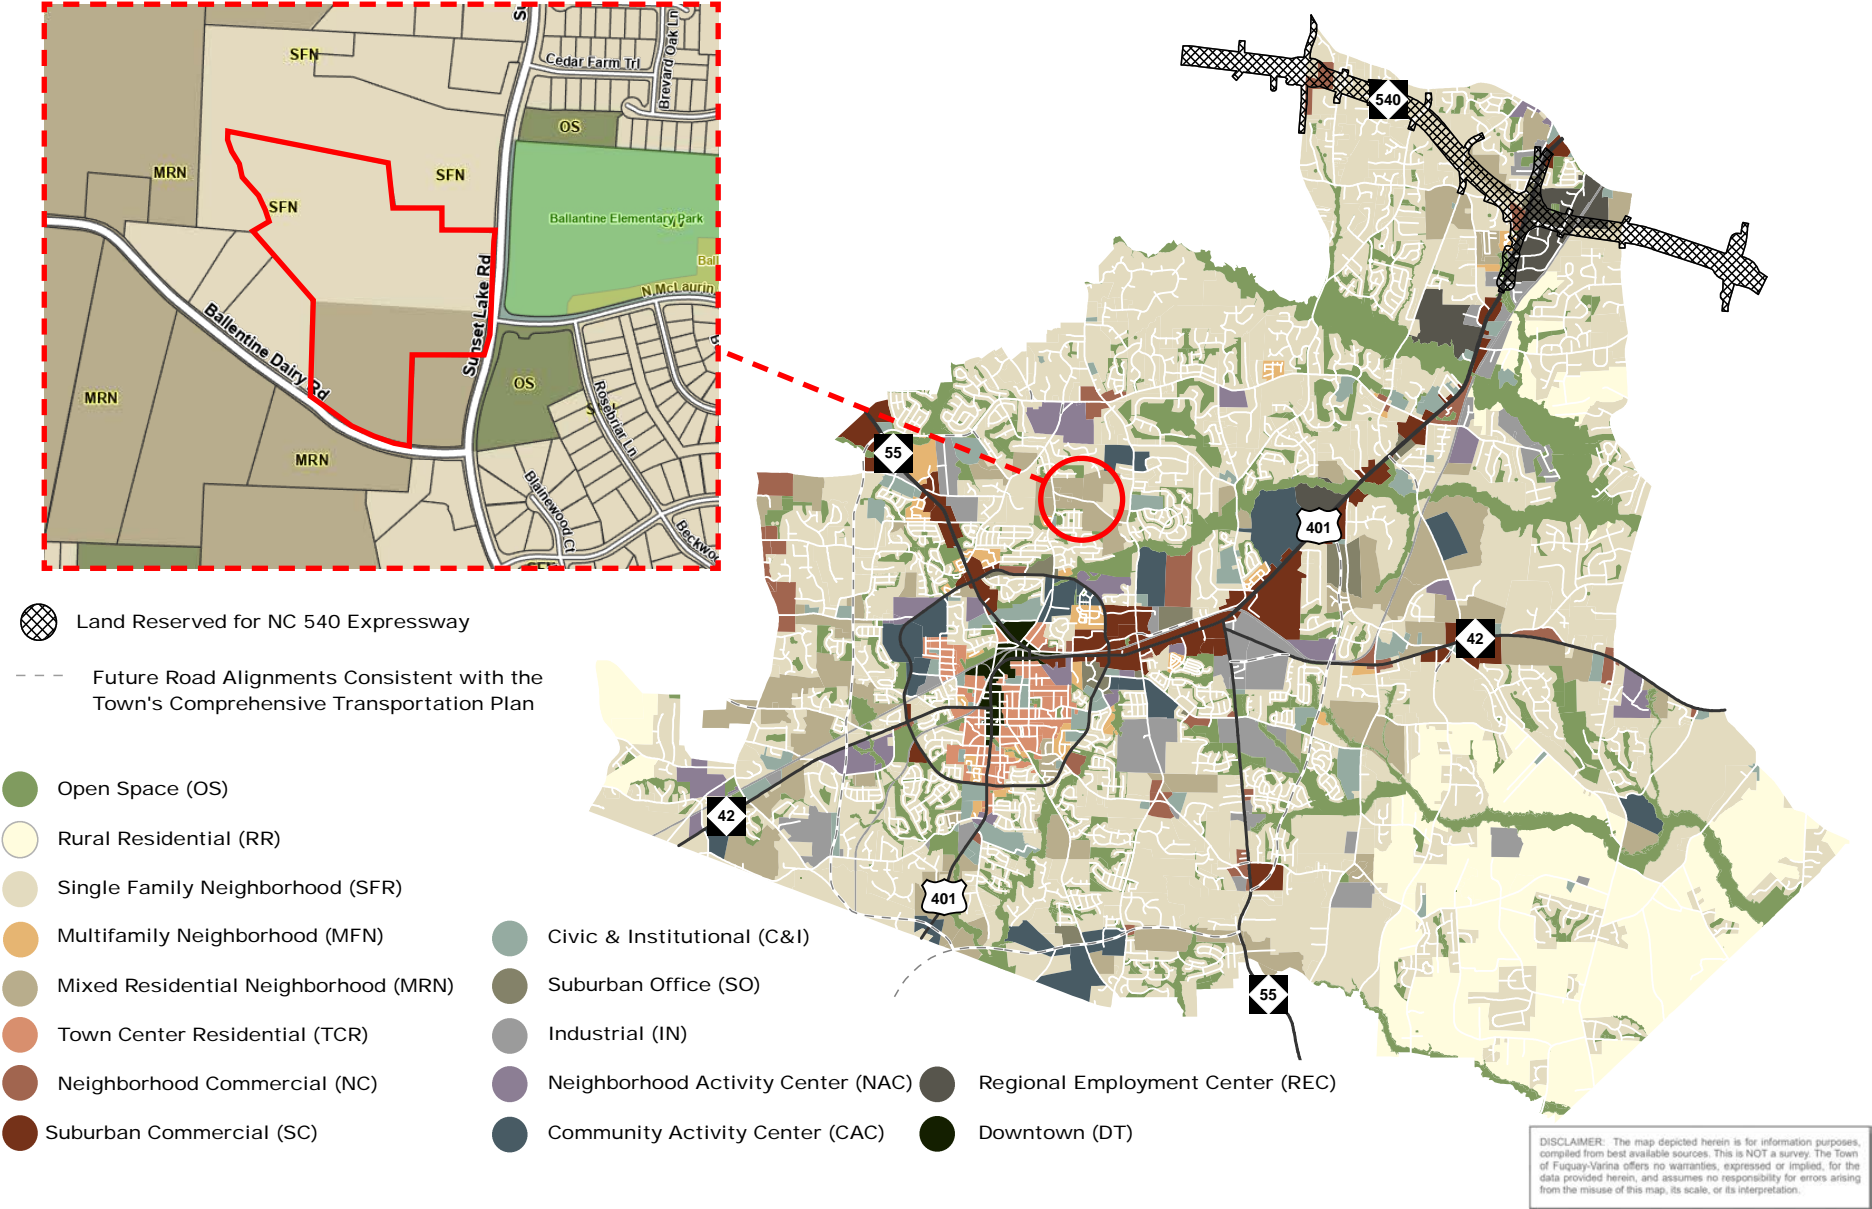 Su
Cedar Farm Trl
Brevard Oak Ln
SFN
OS
MRN
SFN
SFN
Ballantine Elementary Park
Ball
N McLaurin
Sunset Lake Rd
Ballentine Dairy Rd
OS
MRN
Rosebriar Ln
MRN
Blainewood Ct
Beckwo
SFN
540
55
401
42
42
401
55
Land Reserved for NC 540 Expressway
Future Road Alignments Consistent with the
Town's Comprehensive Transportation Plan
Open Space (OS)
Rural Residential (RR)
Single Family Neighborhood (SFR)
Multifamily Neighborhood (MFN)
Mixed Residential Neighborhood (MRN)
Town Center Residential (TCR)
Neighborhood Commercial (NC)
Suburban Commercial (SC)
Civic & Institutional (C&I)
Suburban Office (SO)
Industrial (IN)
Neighborhood Activity Center (NAC)
Community Activity Center (CAC)
Regional Employment Center (REC)
Downtown (DT)
DISCLAIMER: The map depicted herein is for information purposes,
compiled from best available sources. This is NOT a survey. The Town
of Fuquay-Varina offers no warranties, expressed or implied, for the
data provided herein, and assumes no responsibility for errors arising
from the misuse of this map, its scale, or its interpretation.